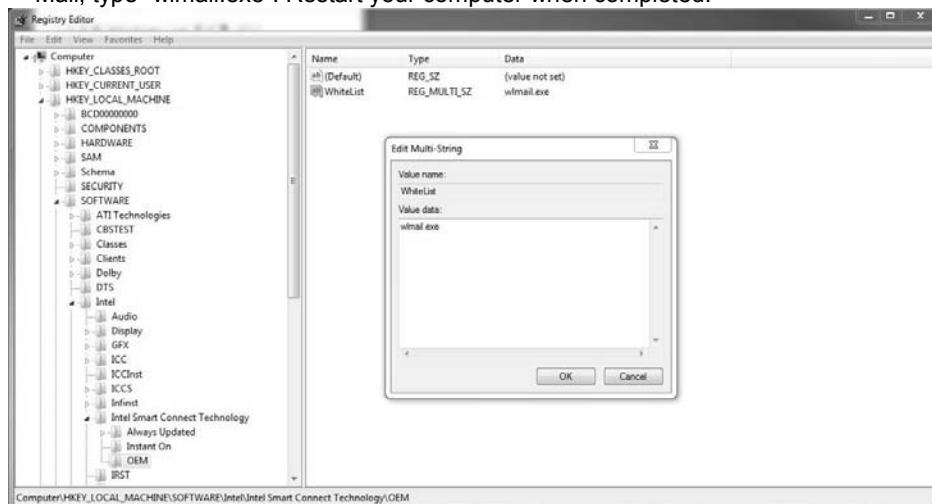 Mail, type "wlmail.exe". Restart your computer when completed.
Registry Editor
File Edit View Favorites Help
Computer
HKEY_CLASSES_ROOT
HKEY_CURRENT_USER
HKEY_LOCAL_MACHINE
BCD00000000
COMPONENTS
HARDWARE
SAM
Schema
SECURITY
SOFTWARE
ATI Technologies
CBSTEST
Classes
Clients
Dolby
DTS
Intel
Audio
Display
GFX
ICC
ICCInst
ICCS
Infinst
Intel Smart Connect Technology
Always Updated
Instant On
OEM
IRST
Name Type Data
(Default) REG_SZ (value not set)
WhiteList REG_MULTI_SZ wlmail.exe
Edit Multi-String
Value name:
WhiteList
Value data:
wlmail.exe
OK Cancel
Computer\HKEY_LOCAL_MACHINE\SOFTWARE\Intel\Intel Smart Connect Technology\OEM